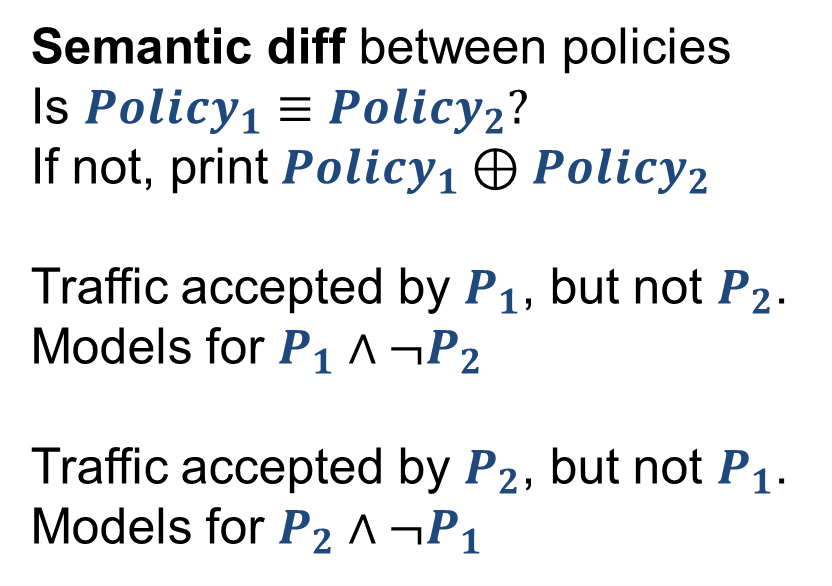 Semantic diff between policies
Is Policy₁ ≡ Policy₂?
If not, print Policy₁ ⊕ Policy₂
Traffic accepted by P₁, but not P₂.
Models for P₁ ∧ ¬P₂
Traffic accepted by P₂, but not P₁.
Models for P₂ ∧ ¬P₁